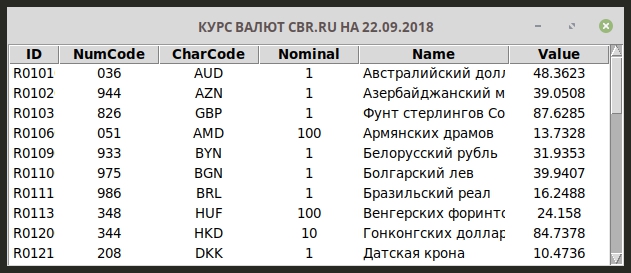 КУРС ВАЛЮТ CBR.RU НА 22.09.2018
ID NumCode CharCode Nominal Name Value
R0101 036 AUD 1 Австралийский долл 48.3623
R0102 944 AZN 1 Азербайджанский м 39.0508
R0103 826 GBP 1 Фунт стерлингов Со 87.6285
R0106 051 AMD 100 Армянских драмов 13.7328
R0109 933 BYN 1 Белорусский рубль 31.9353
R0110 975 BGN 1 Болгарский лев 39.9407
R0111 986 BRL 1 Бразильский реал 16.2488
R0113 348 HUF 100 Венгерских форинто 24.158
R0120 344 HKD 10 Гонконгских доллар 84.7378
R0121 208 DKK 1 Датская крона 10.4736